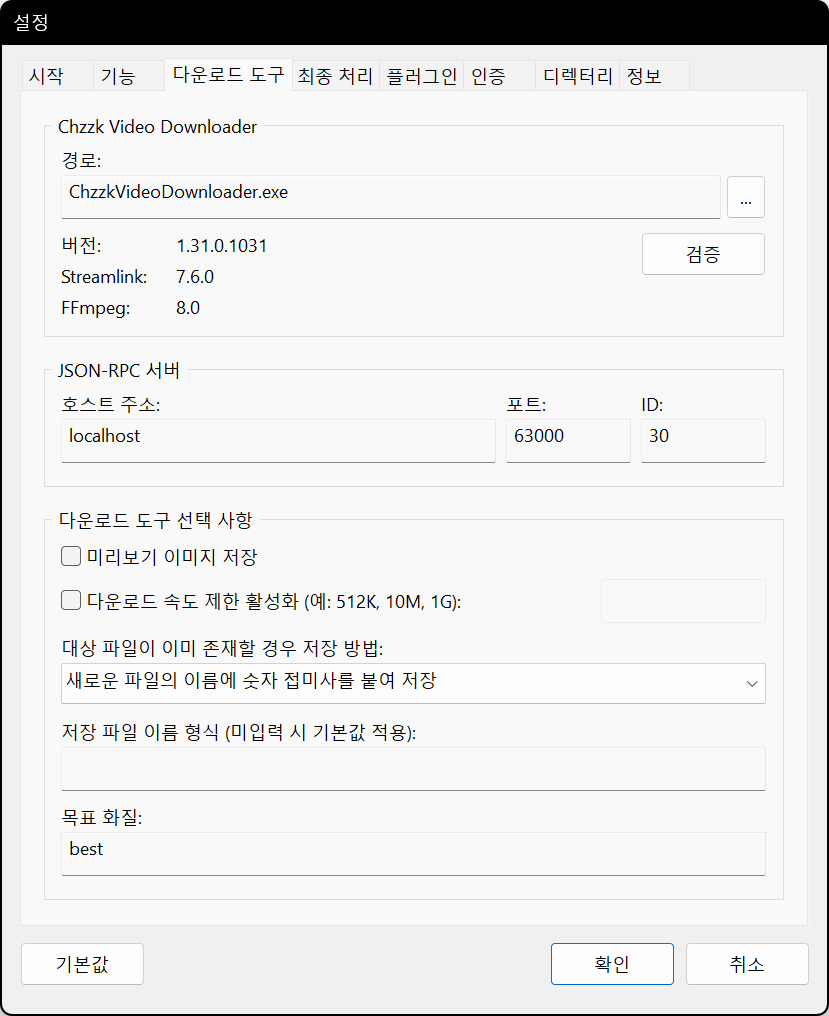 설정
시작 기능 다운로드 도구 최종 처리 플러그인 인증 디렉터리 정보
Chzzk Video Downloader
경로:
ChzzkVideoDownloader.exe ...
버전: 1.31.0.1031 검증
Streamlink: 7.6.0
FFmpeg: 8.0
JSON-RPC 서버
호스트 주소: 포트: ID:
localhost 63000 30
다운로드 도구 선택 사항
미리보기 이미지 저장
다운로드 속도 제한 활성화 (예: 512K, 10M, 1G):
대상 파일이 이미 존재할 경우 저장 방법:
새로운 파일의 이름에 숫자 접미사를 붙여 저장
저장 파일 이름 형식 (미입력 시 기본값 적용):
목표 화질:
best
기본값 확인 취소